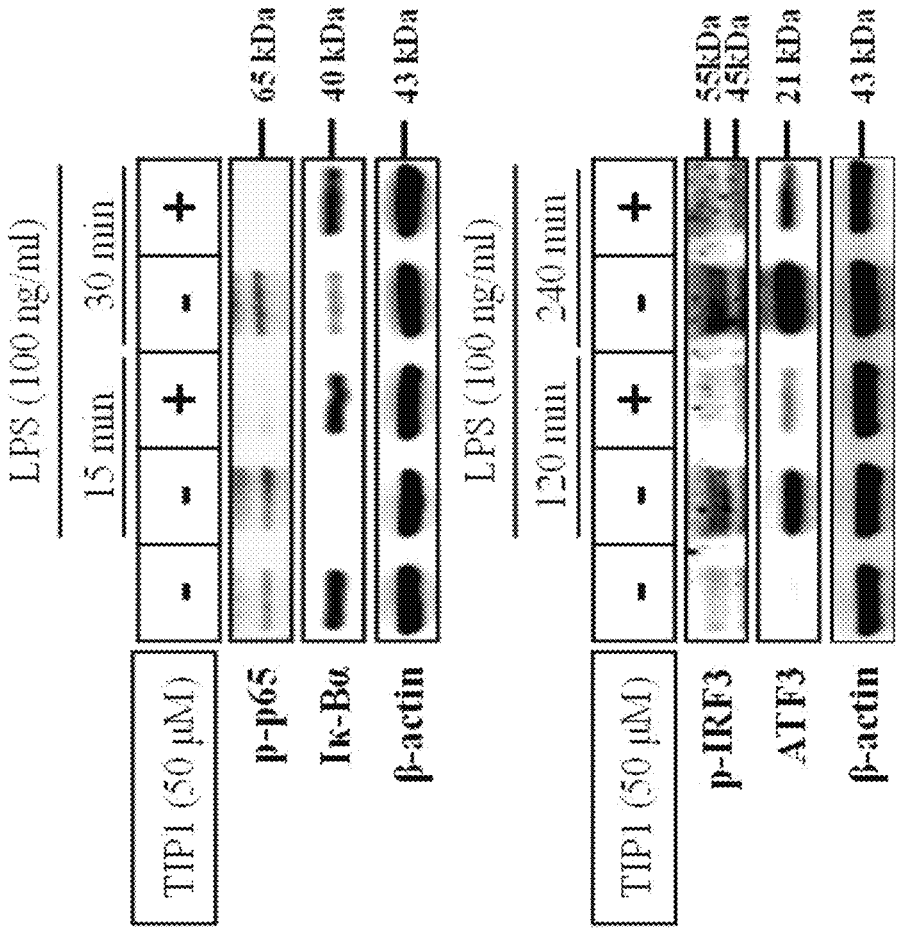 LPS (100 ng/ml)
15 min 30 min
TIP1 (50 µM) - - + - +
p-p65 65 kDa
Iκ-Bα 40 kDa
β-actin 43 kDa
LPS (100 ng/ml)
120 min 240 min
TIP1 (50 µM) - - + - +
p-IRF3 55kDa
45kDa
ATF3 21 kDa
β-actin 43 kDa